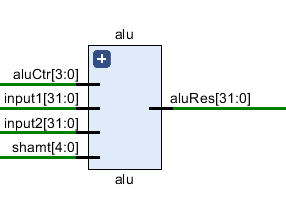 alu
aluCtr[3:0]
input1[31:0]
aluRes[31:0]
input2[31:0]
shamt[4:0]
alu